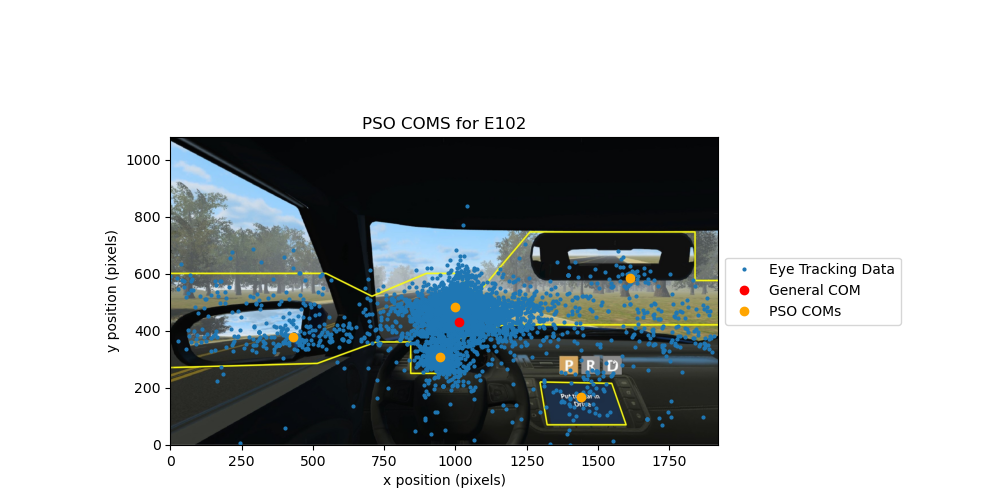 PSO COMS for E102
y position (pixels)
1000
800
600
400
200
0
0 250 500 750 1000 1250 1500 1750
x position (pixels)
Eye Tracking Data
General COM
PSO COMs
P R D